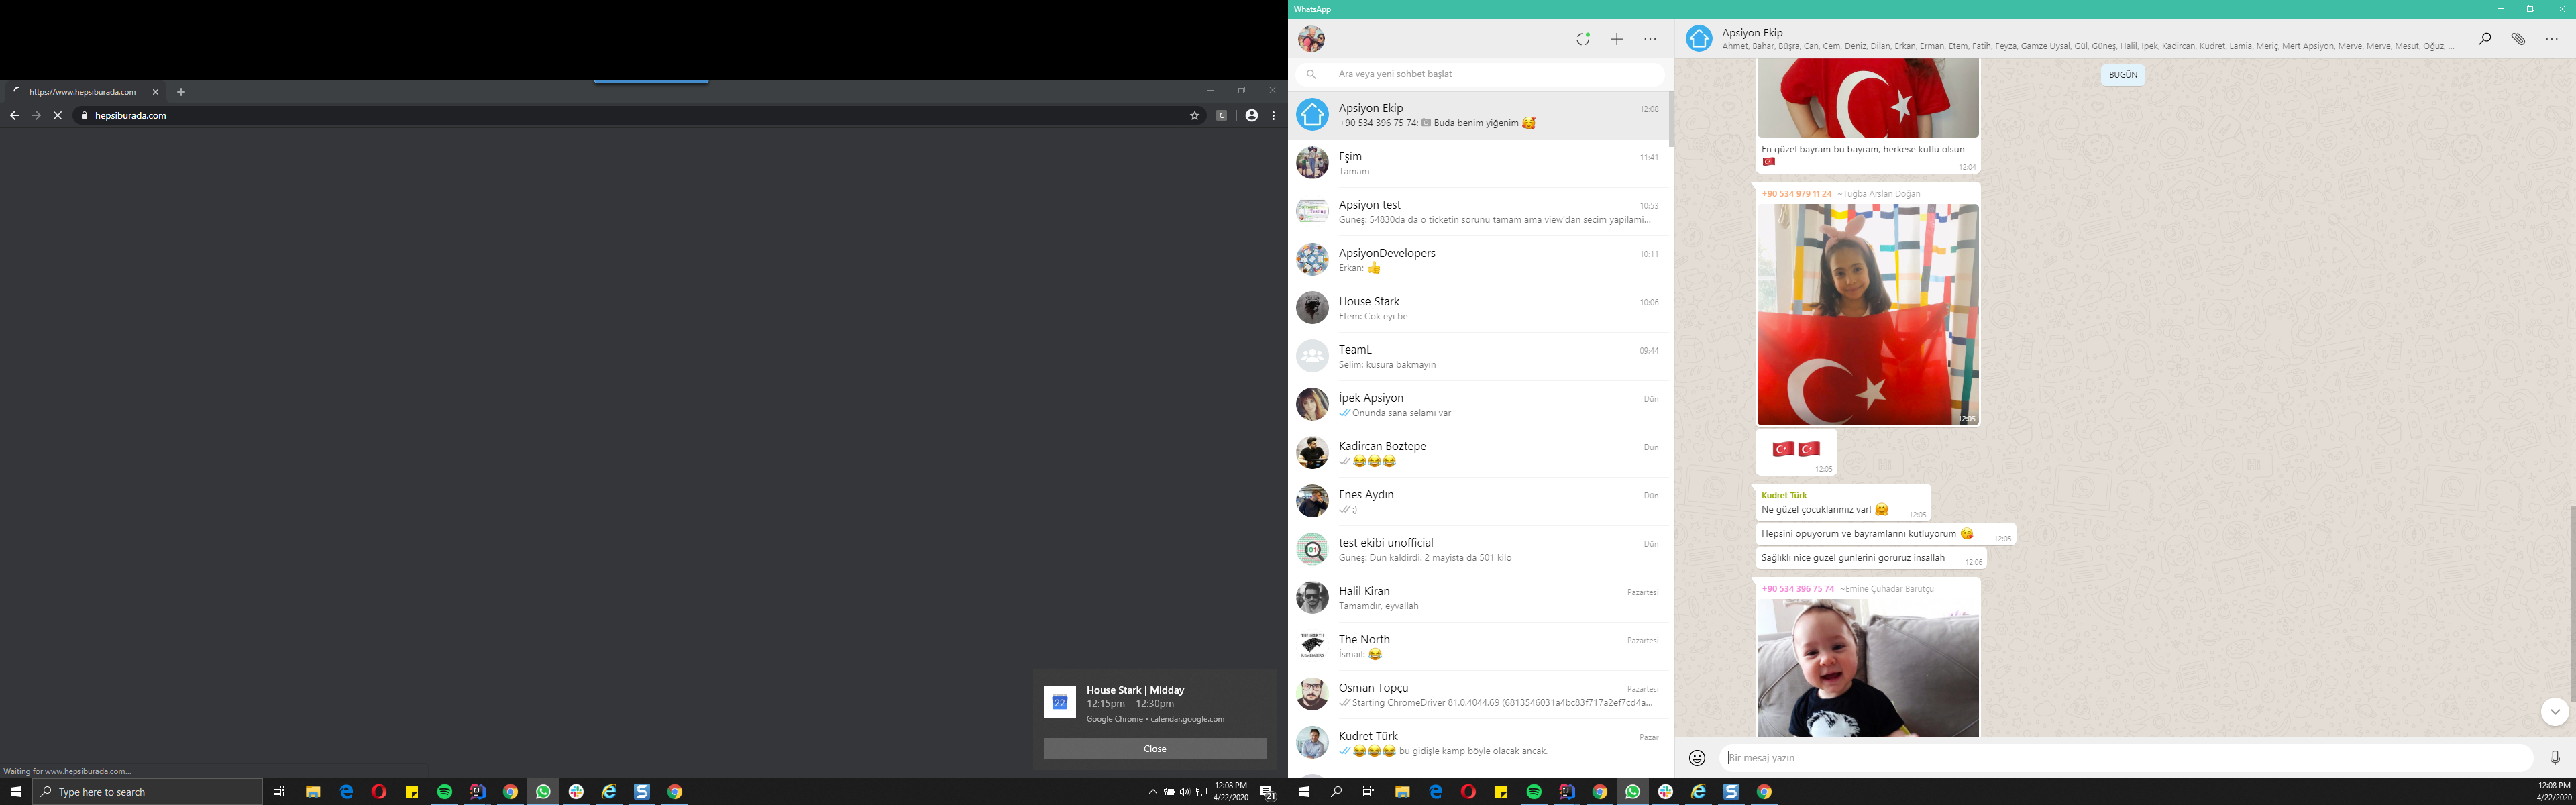 https://www.hepsiburada.com
hepsiburada.com
House Stark | Midday
12:15pm – 12:30pm
Google Chrome • calendar.google.com
Close
Waiting for www.hepsiburada.com...
Type here to search
12:08 PM
4/22/2020
21
WhatsApp
Ara veya yeni sohbet başlat
Apsiyon Ekip
12:08
+90 534 396 75 74: Buda benim yiğenim 🥰
Eşim
11:41
Tamam
Apsiyon test
10:53
Güneş: 54830da da o ticketin sorunu tamam ama view'dan secim yapilami...
ApsiyonDevelopers
10:11
Erkan: 👍
House Stark
10:06
Etem: Cok eyi be
TeamL
09:44
Selim: kusura bakmayın
İpek Apsiyon
Dün
Onunda sana selamı var
Kadircan Boztepe
Dün
😂😂😂
Enes Aydın
Dün
:)
test ekibi unofficial
Dün
Güneş: Dun kaldirdi. 2 mayista da 501 kilo
Halil Kiran
Pazartesi
Tamamdır, eyvallah
The North
Pazartesi
İsmail: 😂
Osman Topçu
Pazartesi
Starting ChromeDriver 81.0.4044.69 (6813546031a4bc83f717a2ef7cd4a...
Kudret Türk
Pazar
😂😂😂 bu gidişle kamp böyle olacak ancak.
Apsiyon Ekip
Ahmet, Bahar, Büşra, Can, Cem, Deniz, Dilan, Erkan, Erman, Etem, Fatih, Feyza, Gamze Uysal, Gül, Güneş, Halil, İpek, Kadircan, Kudret, Lamia, Meriç, Mert Apsiyon, Merve, Merve, Mesut, Oğuz, ...
BUGÜN
En güzel bayram bu bayram, herkese kutlu olsun
🇹🇷
12:04
+90 534 979 11 24 ~Tuğba Arslan Doğan
12:05
🇹🇷🇹🇷
12:05
Kudret Türk
Ne güzel çocuklarımız var! 🤗
12:05
Hepsini öpüyorum ve bayramlarını kutluyorum 😘
12:05
Sağlıklı nice güzel günlerini görürüz insallah
12:06
+90 534 396 75 74 ~Emine Çuhadar Barutçu
Bir mesaj yazın
12:08 PM
4/22/2020